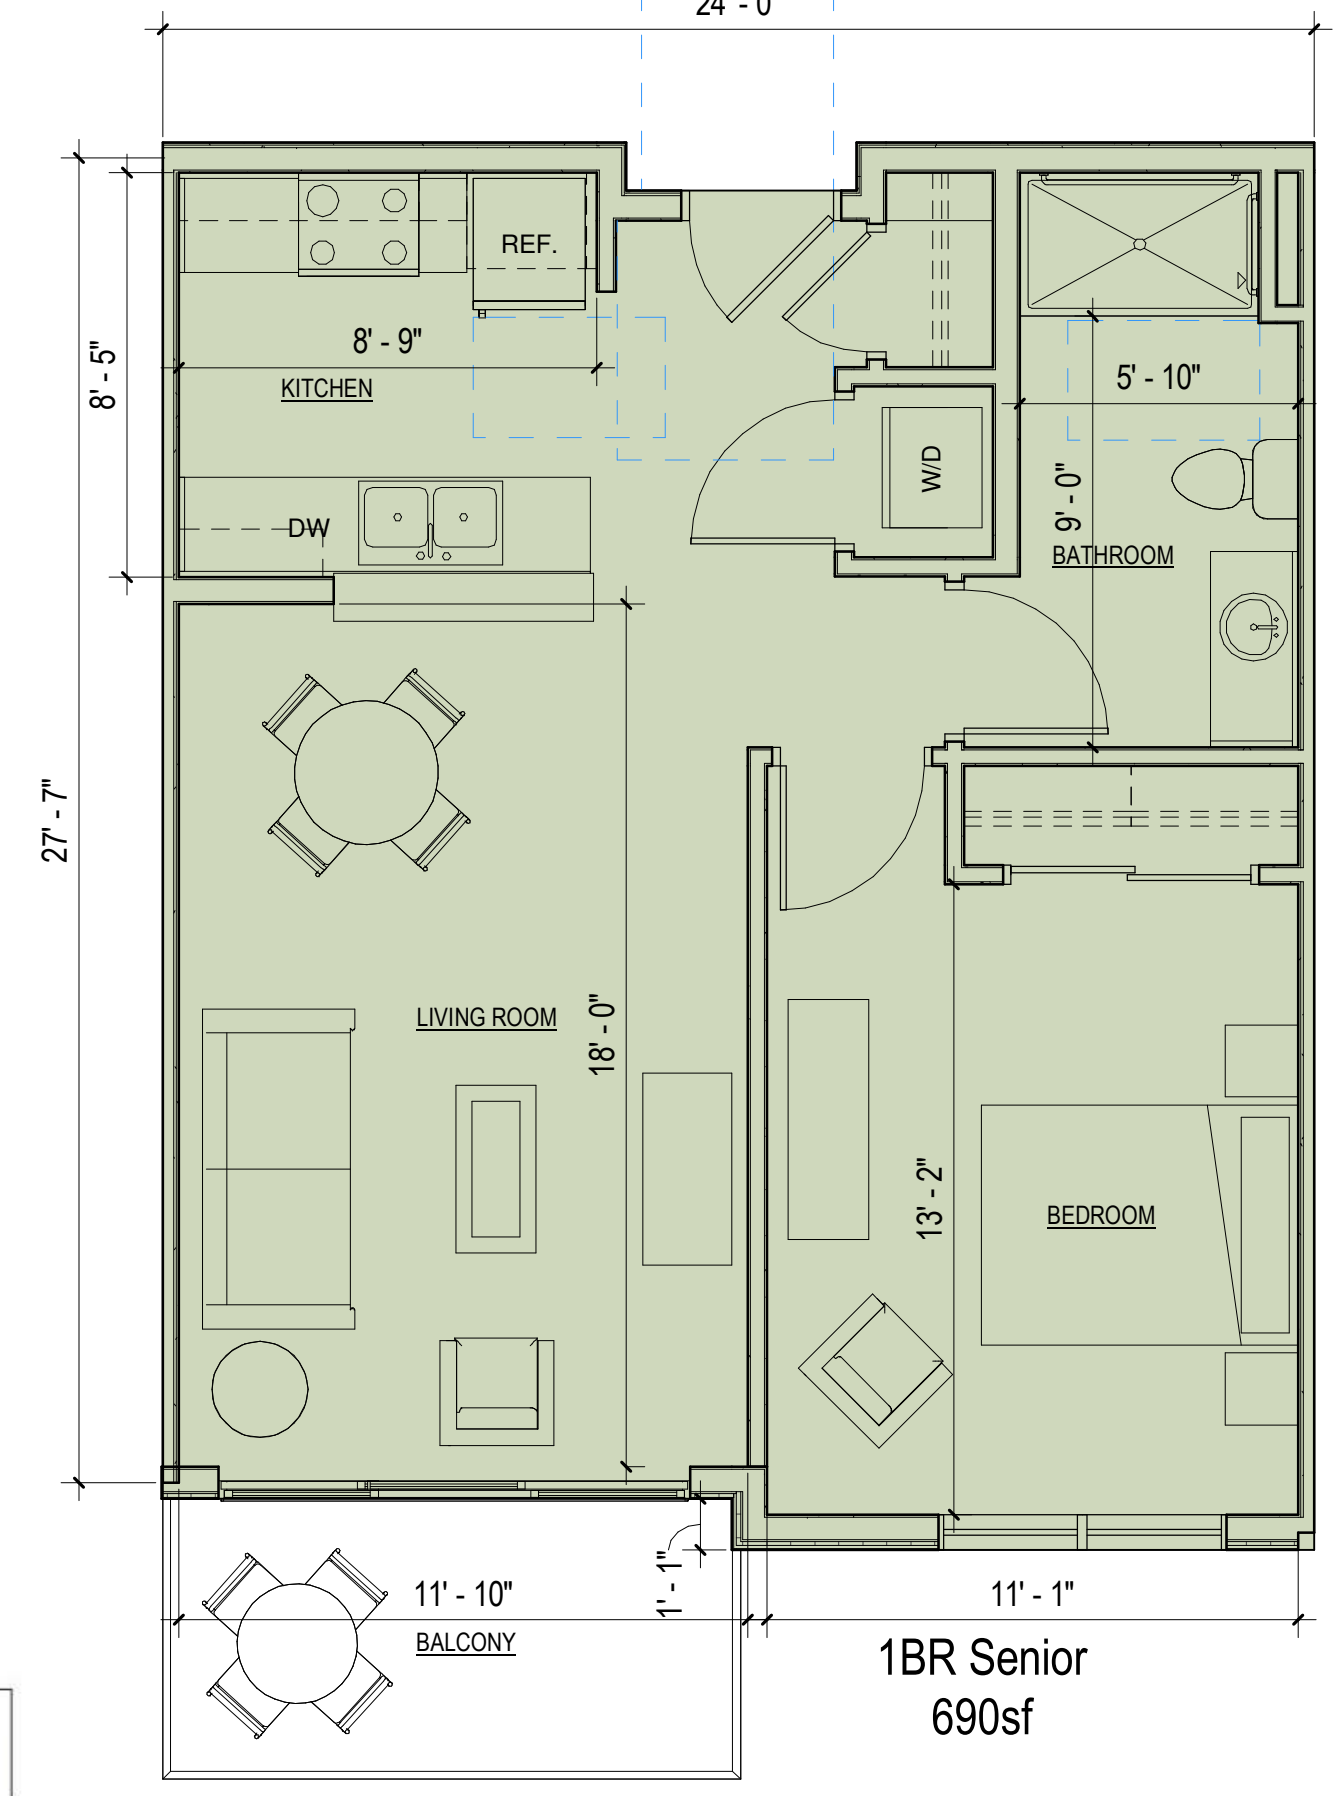 24' - 0"
REF.
8' - 9"
KITCHEN
8' - 5"
5' - 10"
W/D
9' - 0"
DW
BATHROOM
27' - 7"
LIVING ROOM
18' - 0"
13' - 2"
BEDROOM
1' - 1"
11' - 10"
11' - 1"
BALCONY
1BR Senior
690sf